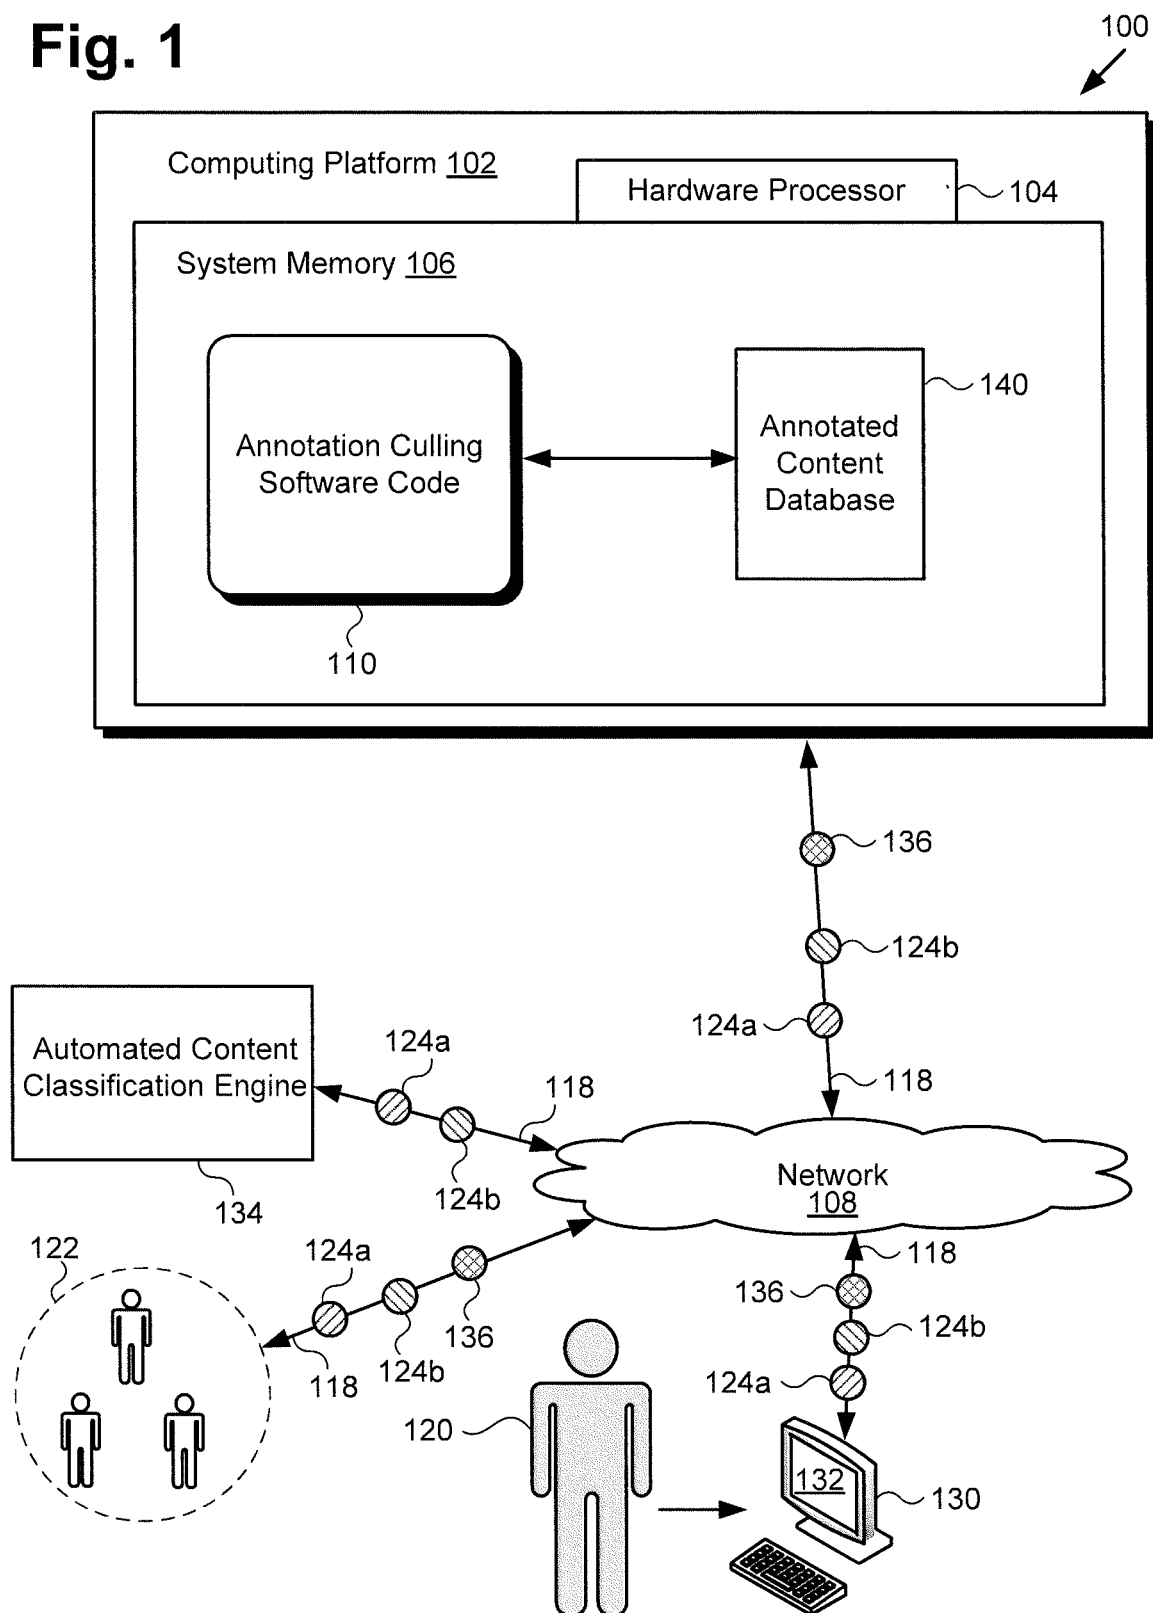 Fig. 1
100
Computing Platform 102
Hardware Processor
104
System Memory 106
Annotation Culling
Software Code
110
Annotated
Content
Database
140
136
124b
124a
118
Automated Content
Classification Engine
134
124a
124b
118
Network
108
122
124a
124b
136
118
118
136
124b
124a
120
132
130